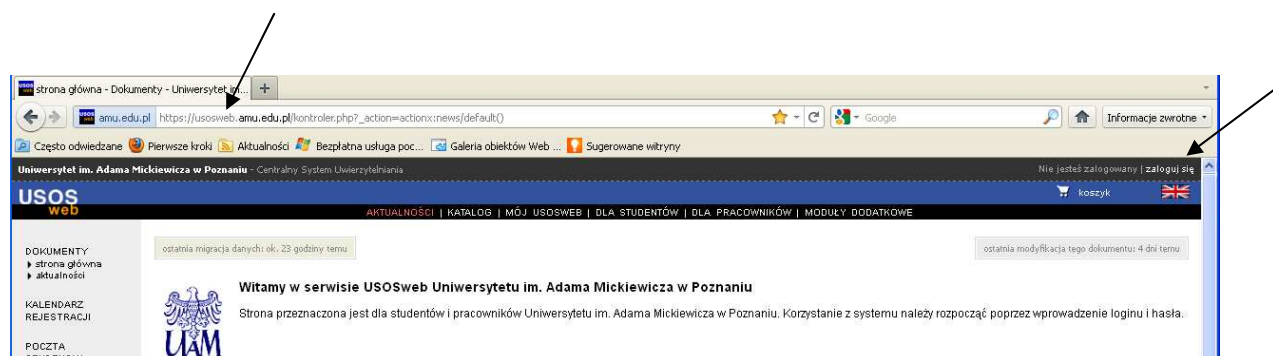 strona główna - Dokumenty - Uniwersytet im... +
amu.edu.pl https://usosweb.amu.edu.pl/kontroler.php?_action=actionx::news/default() Google Informacje zwrotne
Często odwiedzane Pierwsze kroki Aktualności Bezpłatna usługa poc... Galeria obiektów Web ... Sugerowane witryny
Uniwersytet im. Adama Mickiewicza w Poznaniu - Centralny System Uwierzytelniania Nie jesteś zalogowany | zaloguj się
USOS
web
koszyk
AKTUALNOŚCI | KATALOG | MÓJ USOSWEB | DLA STUDENTÓW | DLA PRACOWNIKÓW | MODUŁY DODATKOWE
ostatnia migracja danych: ok. 23 godziny temu ostatnia modyfikacja tego dokumentu: 4 dni temu
DOKUMENTY
strona główna
aktualności
KALENDARZ
REJESTRACJI
POCZTA
UAM
Witamy w serwisie USOSweb Uniwersytetu im. Adama Mickiewicza w Poznaniu
Strona przeznaczona jest dla studentów i pracowników Uniwersytetu im. Adama Mickiewicza w Poznaniu. Korzystanie z systemu należy rozpocząć poprzez wprowadzenie loginu i hasła.